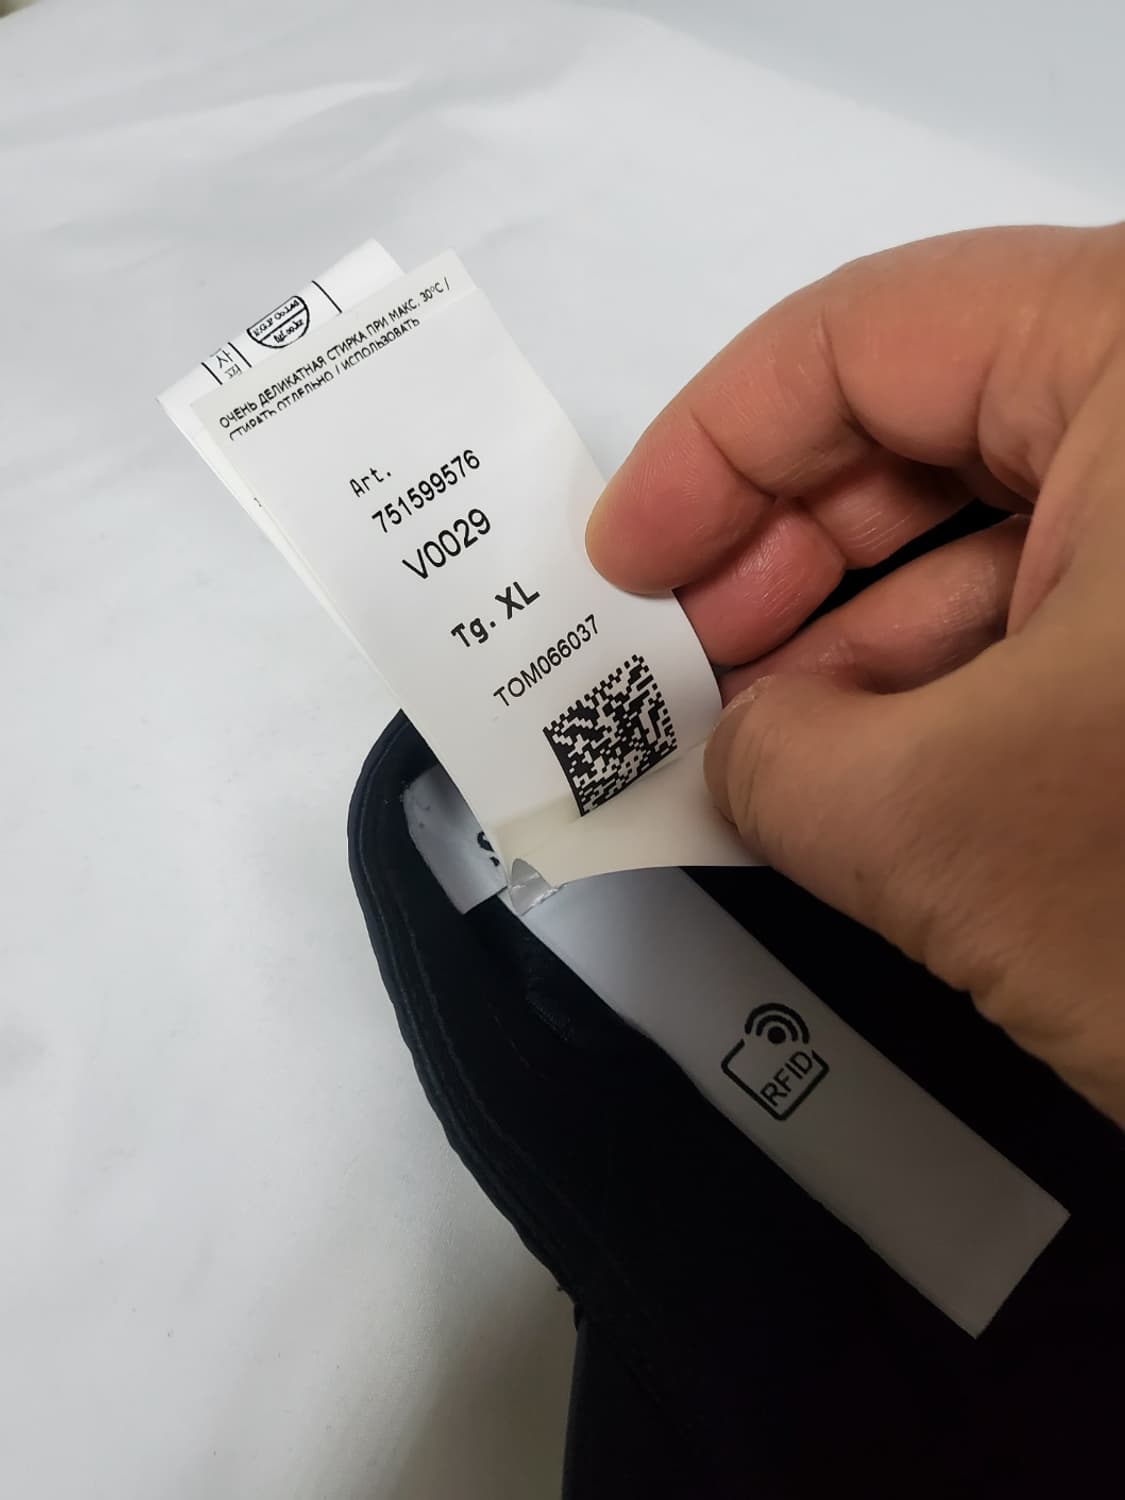 ОЧЕНЬ ДЕЛИКАТНАЯ СТИРКА ПРИ МАКС. 30°C /
СТИРАТЬ ОТДЕЛЬНО / ИСПОЛЬЗОВАТЬ
Art.
751599576
V0029
Tg. XL
TOM066037
S
RFID